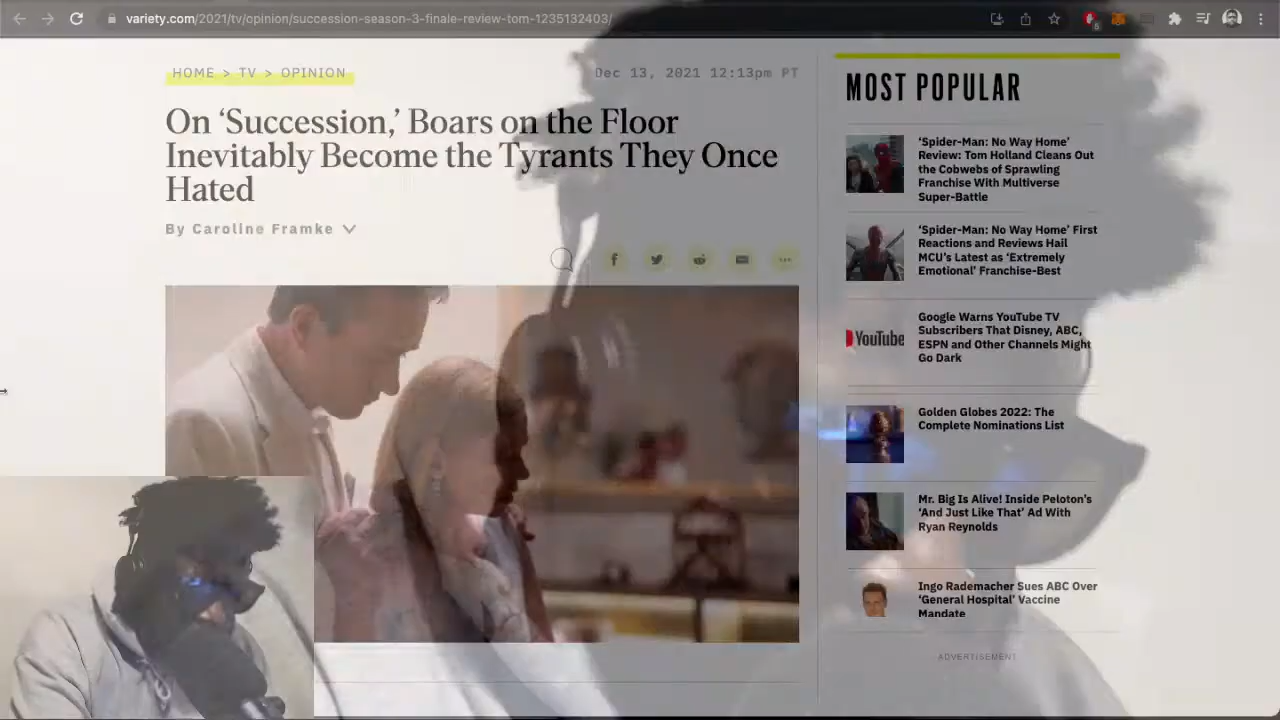 variety.com/2021/tv/opinion/succession-season-3-finale-review-tom-1235132403/
HOME > TV > OPINION
Dec 13, 2021 12:13pm PT
On ‘Succession,’ Boars on the Floor
Inevitably Become the Tyrants They Once
Hated
By Caroline Framke
MOST POPULAR
‘Spider-Man: No Way Home’
Review: Tom Holland Cleans Out
the Cobwebs of Sprawling
Franchise With Multiverse
Super-Battle
‘Spider-Man: No Way Home’ First
Reactions and Reviews Hail
MCU’s Latest as ‘Extremely
Emotional’ Franchise-Best
YouTube
Google Warns YouTube TV
Subscribers That Disney, ABC,
ESPN and Other Channels Might
Go Dark
Golden Globes 2022: The
Complete Nominations List
Mr. Big Is Alive! Inside Peloton’s
‘And Just Like That’ Ad With
Ryan Reynolds
Ingo Rademacher Sues ABC Over
‘General Hospital’ Vaccine
Mandate
ADVERTISEMENT